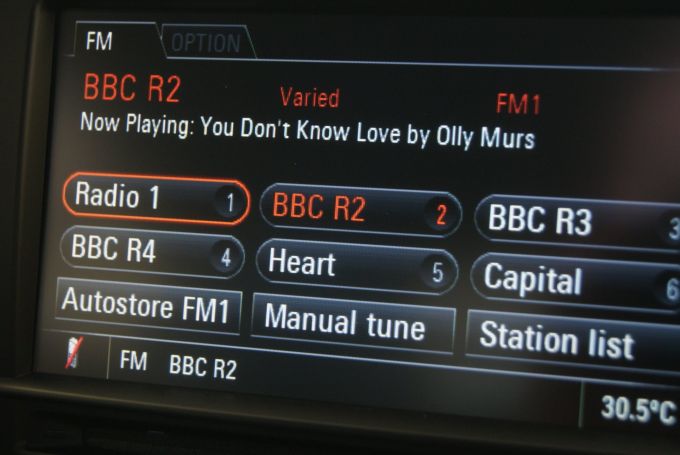 FM OPTION
BBC R2 Varied FM1
Now Playing: You Don't Know Love by Olly Murs
Radio 1 1 BBC R2 2 BBC R3 3
BBC R4 4 Heart 5 Capital 6
Autostore FM1 Manual tune Station list
FM BBC R2
30.5°C